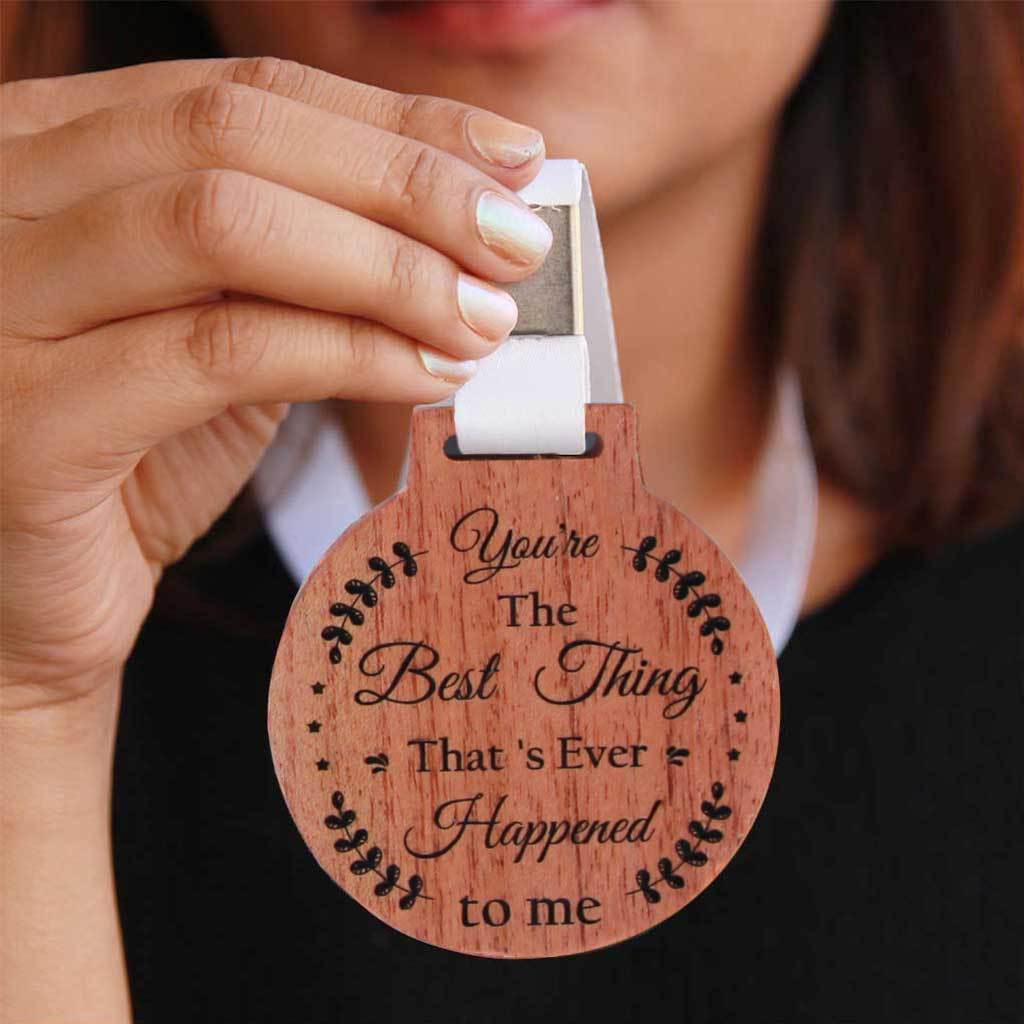 You're
The
Best Thing
That 's Ever
Happened
to me